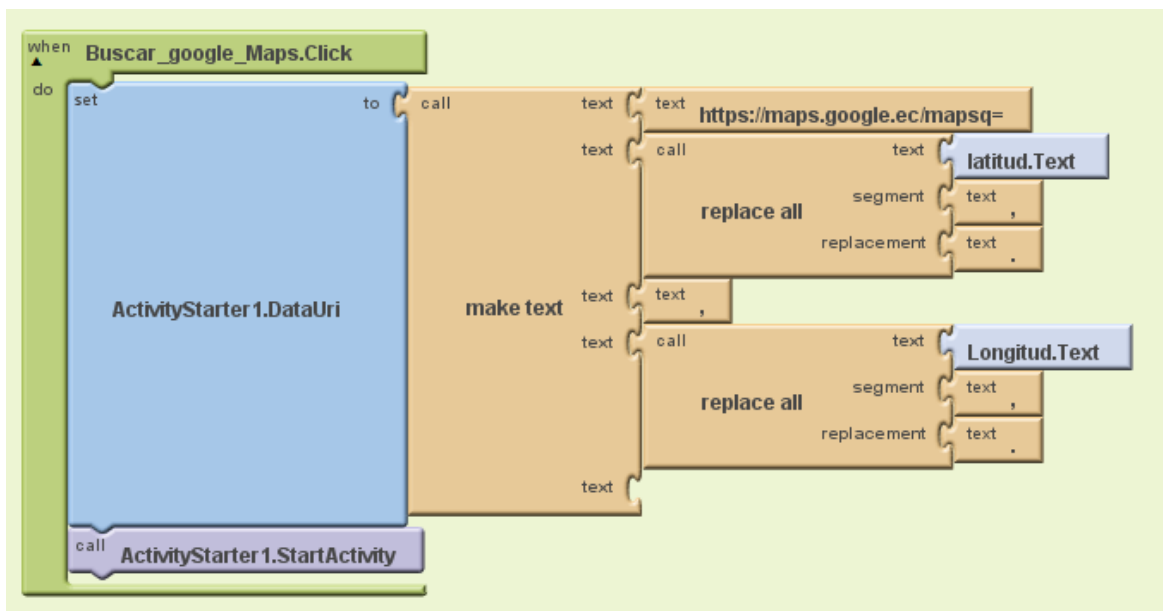 when Buscar_google_Maps.Click
do
set to call text text
https://maps.google.ec/mapsq=
text call text
latitud.Text
segment text ,
replace all
replacement text .
ActivityStarter1.DataUri make text text text ,
text call text
Longitud.Text
segment text ,
replace all
replacement text .
text
call ActivityStarter1.StartActivity